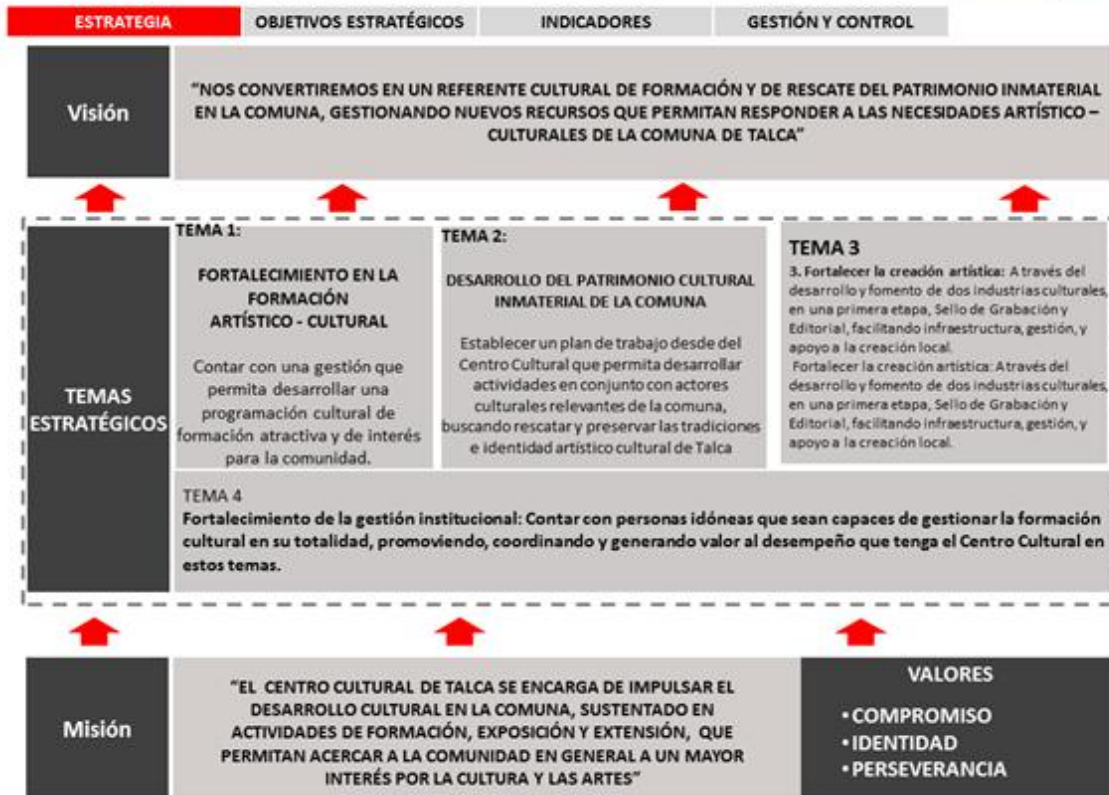 ESTRATEGIA
OBJETIVOS ESTRATÉGICOS
INDICADORES
GESTIÓN Y CONTROL
Visión
"NOS CONVERTIREMOS EN UN REFERENTE CULTURAL DE FORMACIÓN Y DE RESCATE DEL PATRIMONIO INMATERIAL
EN LA COMUNA, GESTIONANDO NUEVOS RECURSOS QUE PERMITAN RESPONDER A LAS NECESIDADES ARTÍSTICO –
CULTURALES DE LA COMUNA DE TALCA"
TEMAS
ESTRATÉGICOS
TEMA 1:
FORTALECIMIENTO EN LA
FORMACIÓN
ARTÍSTICO - CULTURAL
Contar con una gestión que
permita desarrollar una
programación cultural de
formación atractiva y de interés
para la comunidad.
TEMA 2:
DESARROLLO DEL PATRIMONIO CULTURAL
INMATERIAL DE LA COMUNA
Establecer un plan de trabajo desde del
Centro Cultural que permita desarrollar
actividades en conjunto con actores
culturales relevantes de la comuna,
buscando rescatar y preservar las tradiciones
e identidad artístico cultural de Talca
TEMA 3
3. Fortalecer la creación artística: A través del
desarrollo y fomento de dos industrias culturales,
en una primera etapa, Sello de Grabación y
Editorial, facilitando infraestructura, gestión, y
apoyo a la creación local.
Fortalecer la creación artística: A través del
desarrollo y fomento de dos industrias culturales,
en una primera etapa, Sello de Grabación y
Editorial, facilitando infraestructura, gestión, y
apoyo a la creación local.
TEMA 4
Fortalecimiento de la gestión institucional: Contar con personas idóneas que sean capaces de gestionar la formación
cultural en su totalidad, promoviendo, coordinando y generando valor al desempeño que tenga el Centro Cultural en
estos temas.
Misión
"EL CENTRO CULTURAL DE TALCA SE ENCARGA DE IMPULSAR EL
DESARROLLO CULTURAL EN LA COMUNA, SUSTENTADO EN
ACTIVIDADES DE FORMACIÓN, EXPOSICIÓN Y EXTENSIÓN, QUE
PERMITAN ACERCAR A LA COMUNIDAD EN GENERAL A UN MAYOR
INTERÉS POR LA CULTURA Y LAS ARTES"
VALORES
• COMPROMISO
• IDENTIDAD
• PERSEVERANCIA